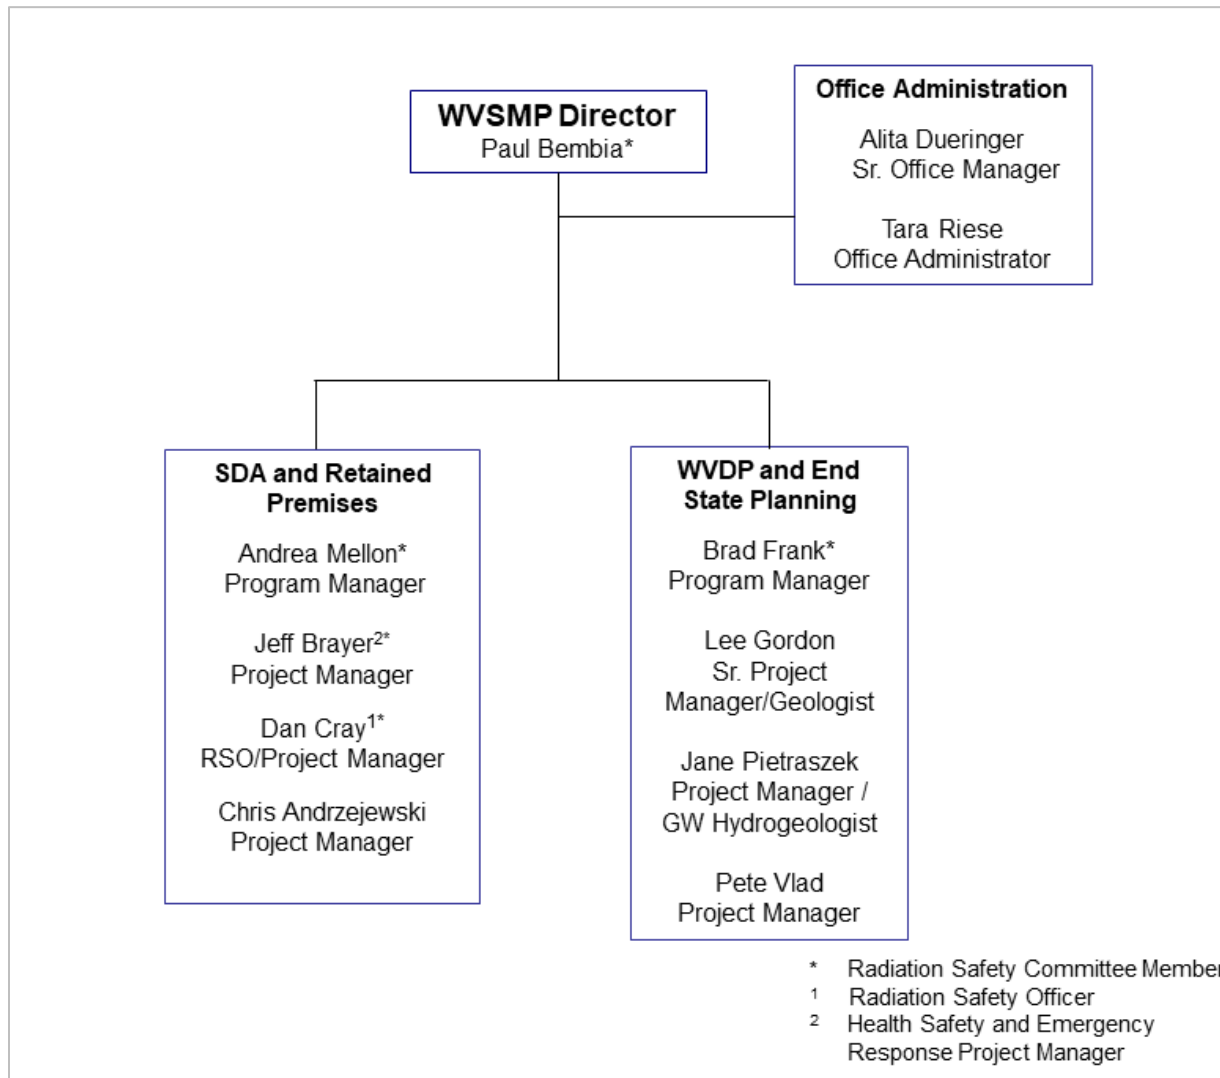 WVSMP Director
Paul Bembia*
Office Administration
Alita Dueringer
Sr. Office Manager
Tara Riese
Office Administrator
SDA and Retained
Premises
Andrea Mellon*
Program Manager
Jeff Brayer²*
Project Manager
Dan Cray¹*
RSO/Project Manager
Chris Andrzejewski
Project Manager
WVDP and End
State Planning
Brad Frank*
Program Manager
Lee Gordon
Sr. Project
Manager/Geologist
Jane Pietraszek
Project Manager /
GW Hydrogeologist
Pete Vlad
Project Manager
* Radiation Safety Committee Member
¹ Radiation Safety Officer
² Health Safety and Emergency
Response Project Manager